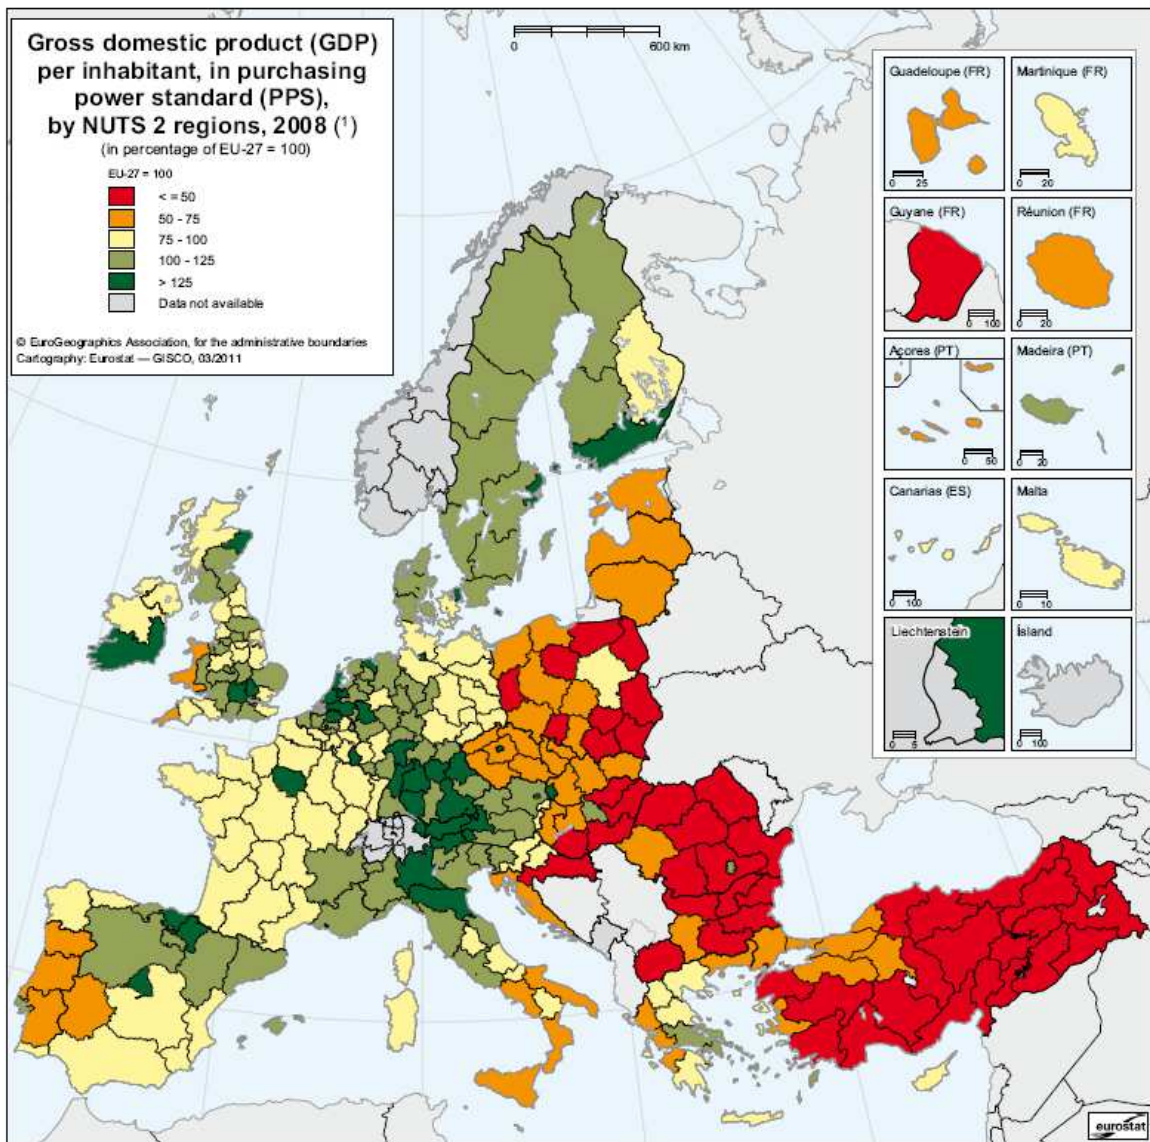 Gross domestic product (GDP)
per inhabitant, in purchasing
power standard (PPS),
by NUTS 2 regions, 2008 (¹)
(in percentage of EU-27 = 100)
EU-27 = 100
< = 50
50 - 75
75 - 100
100 - 125
> 125
Data not available
© EuroGeographics Association, for the administrative boundaries
Cartography: Eurostat — GISCO, 03/2011
0 600 km
Guadeloupe (FR)
0 25
Martinique (FR)
0 20
Guyane (FR)
0 100
Réunion (FR)
0 20
Açores (PT)
0 50
Madeira (PT)
0 20
Canarias (ES)
0 100
Malta
0 10
Liechtenstein
0 5
Ísland
0 100
eurostat